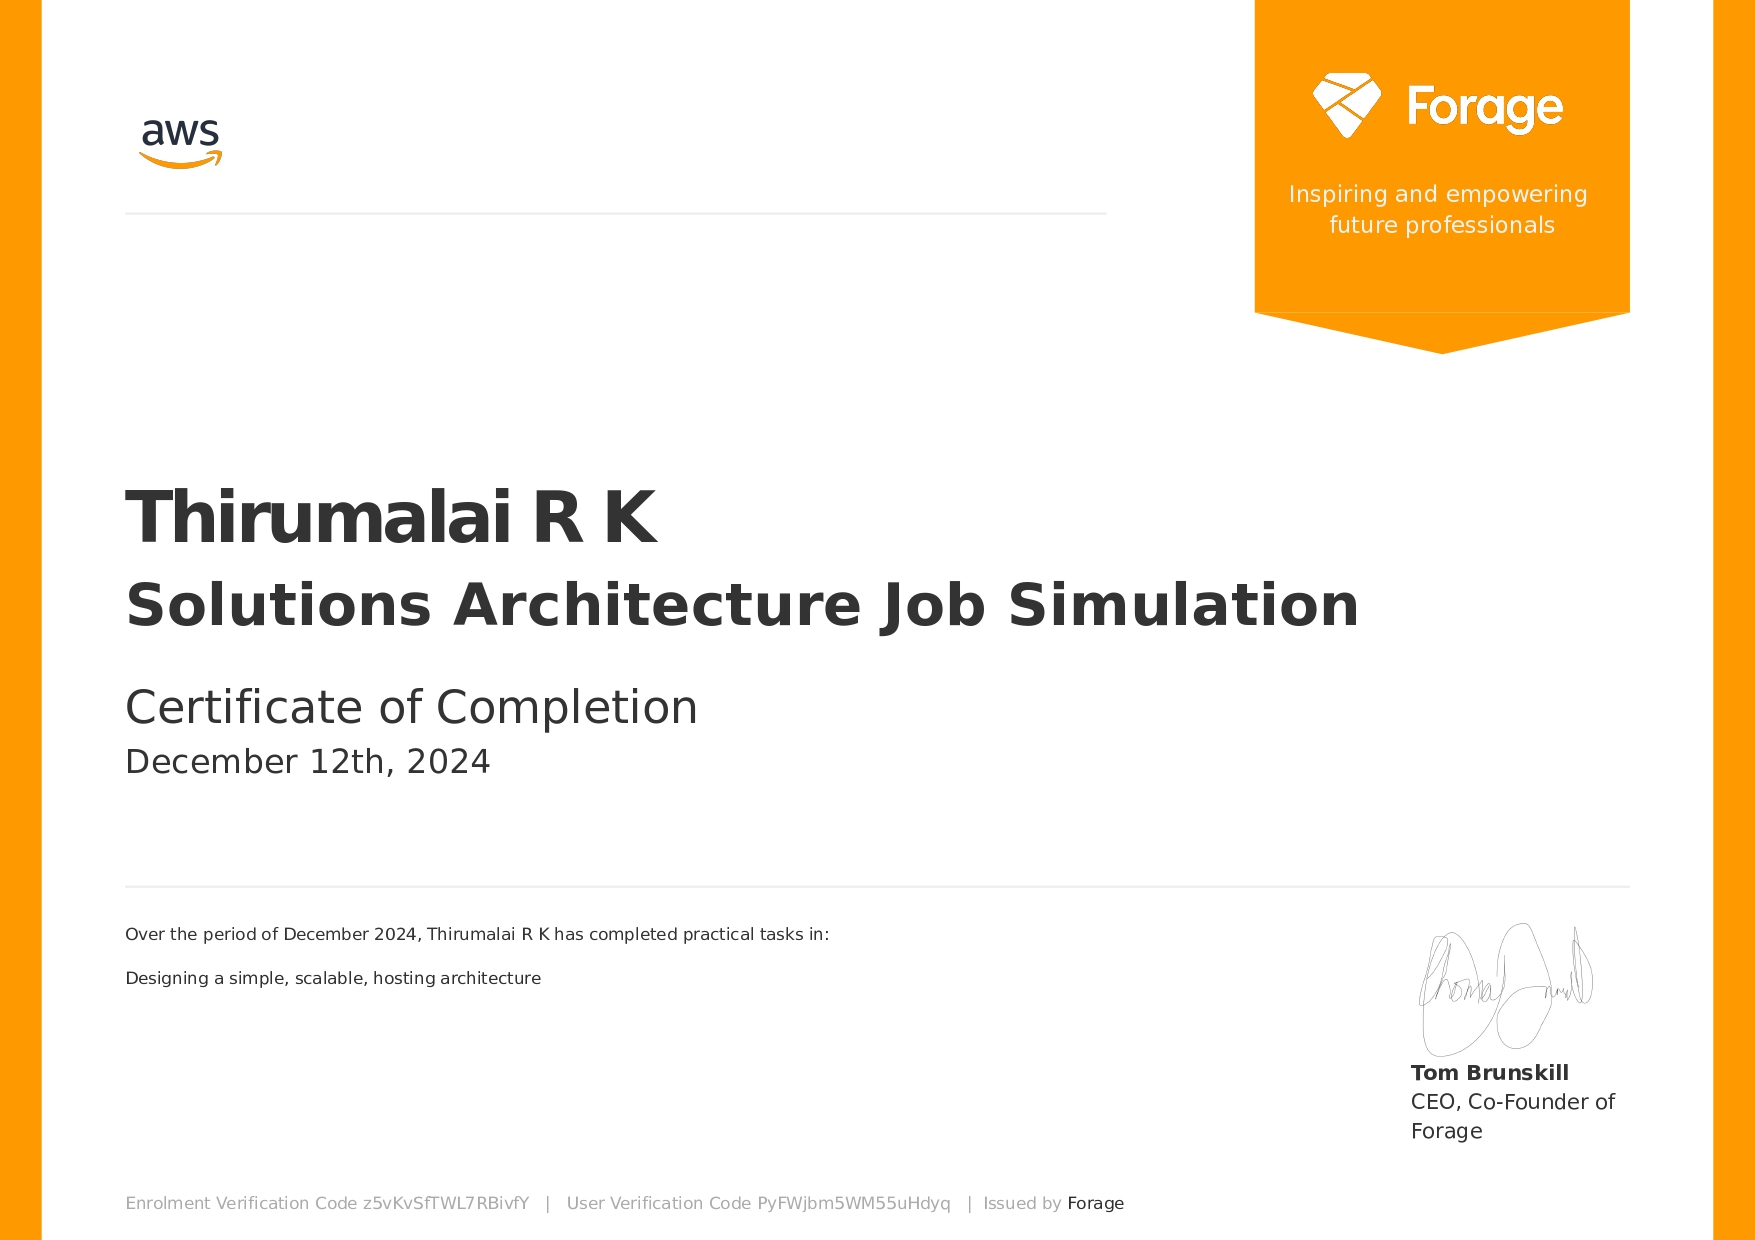 aws
Forage
Inspiring and empowering
future professionals
Thirumalai R K
Solutions Architecture Job Simulation
Certificate of Completion
December 12th, 2024
Over the period of December 2024, Thirumalai R K has completed practical tasks in:
Designing a simple, scalable, hosting architecture
Tom Brunskill
CEO, Co-Founder of
Forage
Enrolment Verification Code z5vKvSfTWL7RBivfY | User Verification Code PyFWjbm5WM55uHdyq | Issued by Forage